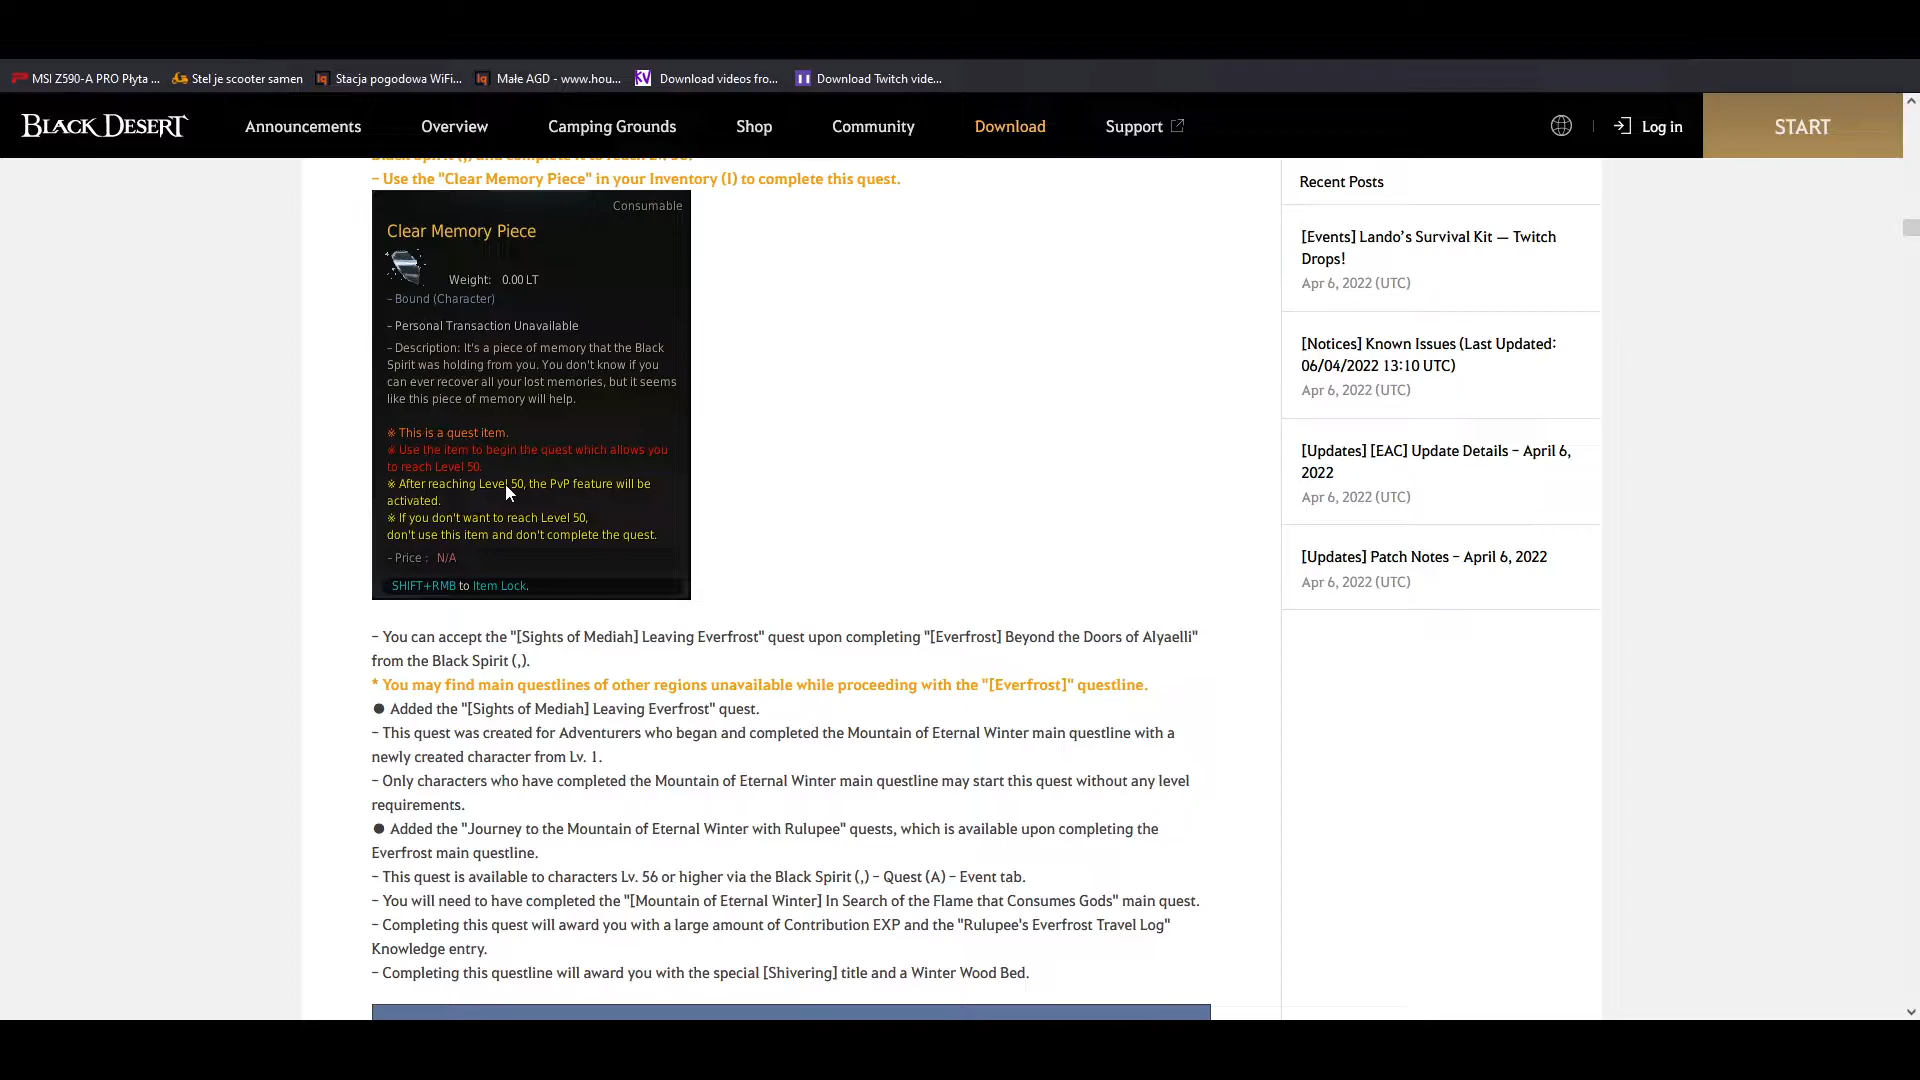 MSI Z590-A PRO Płyta ...
Stel je scooter samen
Stacja pogodowa WiFi...
Małe AGD - www.hou...
Download videos fro...
Download Twitch vide...
BLACK DESERT
Announcements
Overview
Camping Grounds
Shop
Community
Download
Support
Log in
START
– Use the "Clear Memory Piece" in your Inventory (I) to complete this quest.
Consumable
Clear Memory Piece
Weight: 0.00 LT
– Bound (Character)
– Personal Transaction Unavailable
– Description: It's a piece of memory that the Black
Spirit was holding from you. You don't know if you
can ever recover all your lost memories, but it seems
like this piece of memory will help.
※ This is a quest item.
※ Use the item to begin the quest which allows you
to reach Level 50.
※ After reaching Level 50, the PvP feature will be
activated.
※ If you don't want to reach Level 50,
don't use this item and don't complete the quest.
– Price : N/A
SHIFT+RMB to Item Lock.
– You can accept the "[Sights of Mediah] Leaving Everfrost" quest upon completing "[Everfrost] Beyond the Doors of Alyaelli"
from the Black Spirit (,).
* You may find main questlines of other regions unavailable while proceeding with the "[Everfrost]" questline.
● Added the "[Sights of Mediah] Leaving Everfrost" quest.
– This quest was created for Adventurers who began and completed the Mountain of Eternal Winter main questline with a
newly created character from Lv. 1.
– Only characters who have completed the Mountain of Eternal Winter main questline may start this quest without any level
requirements.
● Added the "Journey to the Mountain of Eternal Winter with Rulupee" quests, which is available upon completing the
Everfrost main questline.
– This quest is available to characters Lv. 56 or higher via the Black Spirit (,) – Quest (A) – Event tab.
– You will need to have completed the "[Mountain of Eternal Winter] In Search of the Flame that Consumes Gods" main quest.
– Completing this quest will award you with a large amount of Contribution EXP and the "Rulupee's Everfrost Travel Log"
Knowledge entry.
– Completing this questline will award you with the special [Shivering] title and a Winter Wood Bed.
Recent Posts
[Events] Lando's Survival Kit — Twitch
Drops!
Apr 6, 2022 (UTC)
[Notices] Known Issues (Last Updated:
06/04/2022 13:10 UTC)
Apr 6, 2022 (UTC)
[Updates] [EAC] Update Details – April 6,
2022
Apr 6, 2022 (UTC)
[Updates] Patch Notes – April 6, 2022
Apr 6, 2022 (UTC)